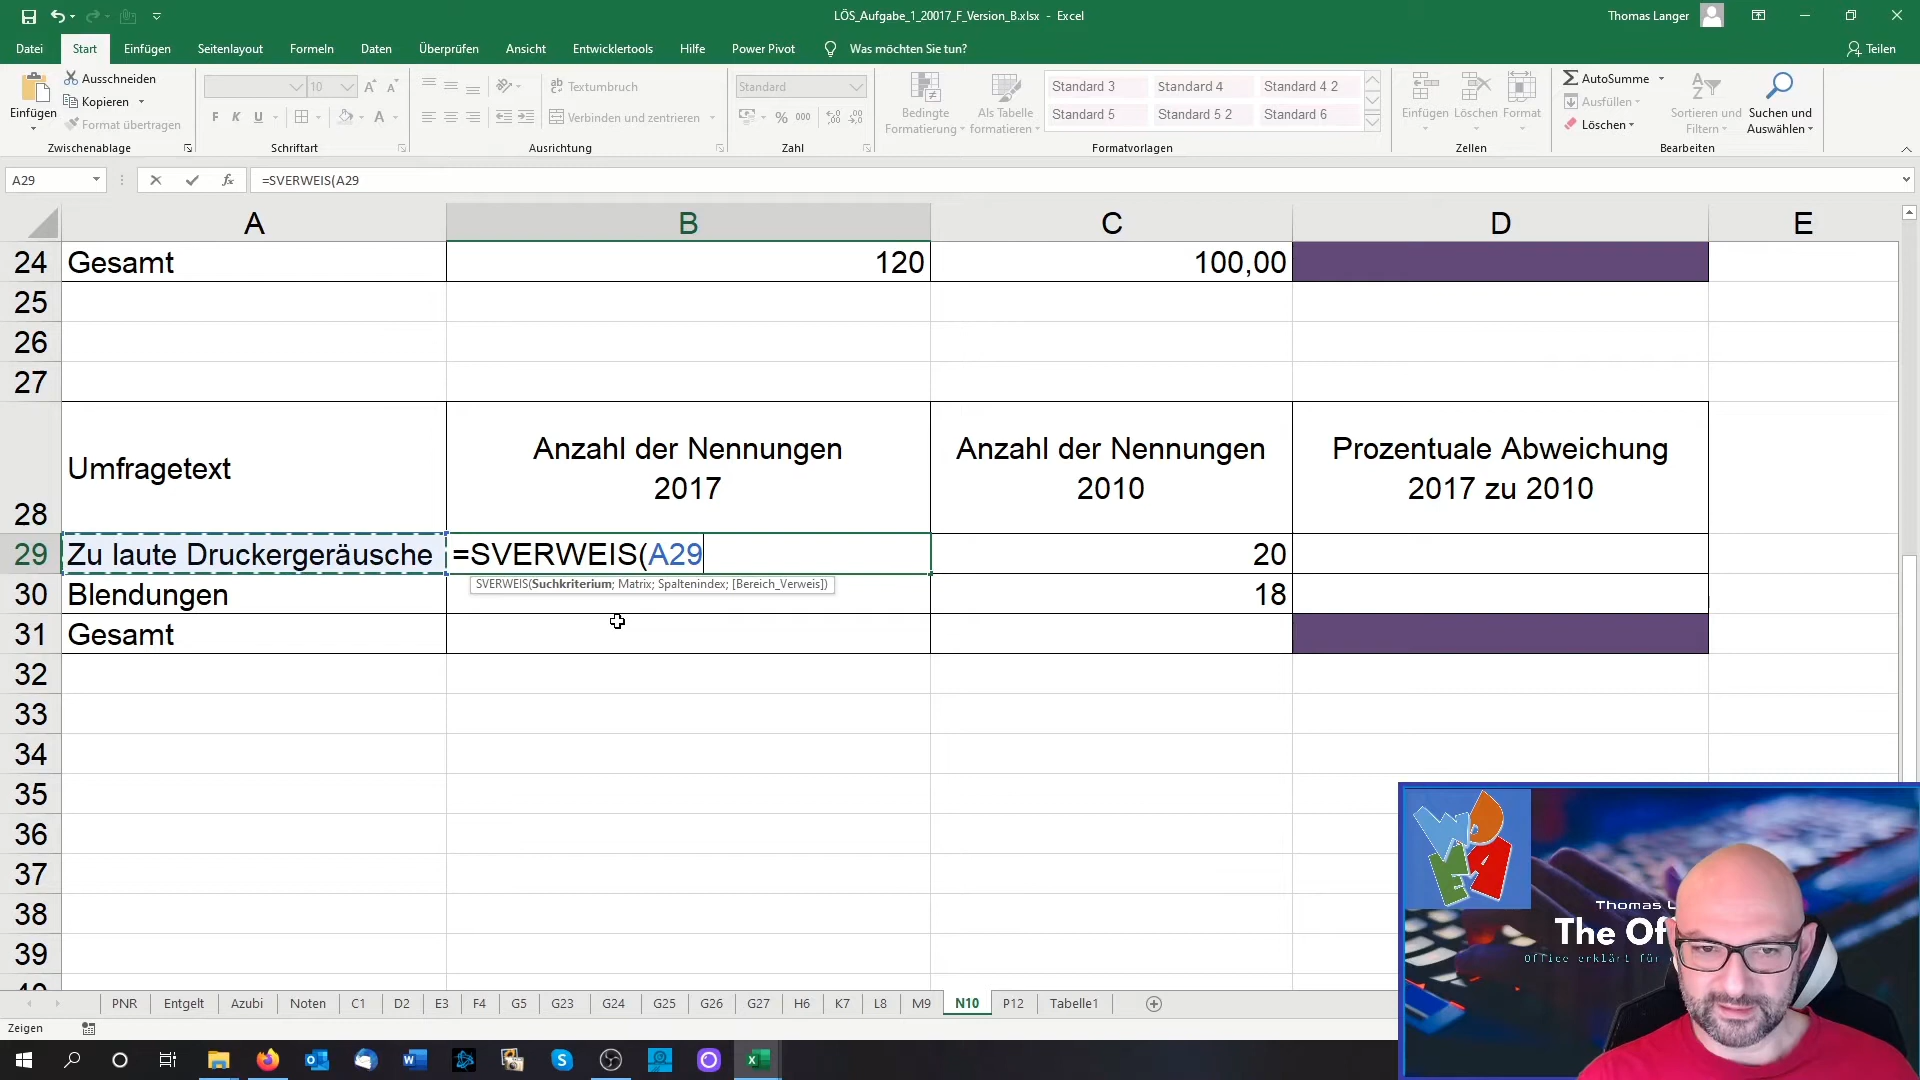 LÖS_Aufgabe_1_20017_F_Version_B.xlsx - Excel
Thomas Langer
Datei Start Einfügen Seitenlayout Formeln Daten Überprüfen Ansicht Entwicklertools Hilfe Power Pivot Was möchten Sie tun? Teilen
Einfügen
Ausschneiden
Kopieren
Format übertragen
Zwischenablage
10
F K U
Schriftart
Textumbruch
Verbinden und zentrieren
Ausrichtung
Standard
% 000
Zahl
Bedingte
Formatierung
Als Tabelle
formatieren
Standard 3 Standard 4 Standard 4 2
Standard 5 Standard 5 2 Standard 6
Formatvorlagen
Einfügen Löschen Format
Zellen
AutoSumme
Ausfüllen
Löschen
Sortieren und
Filtern
Suchen und
Auswählen
Bearbeiten
A29 fx =SVERWEIS(A29
A B C D E
24 Gesamt 120 100,00
25
26
27
28 Umfragetext
Anzahl der Nennungen
2017
Anzahl der Nennungen
2010
Prozentuale Abweichung
2017 zu 2010
29 Zu laute Druckergeräusche =SVERWEIS(A29 20
SVERWEIS(Suchkriterium; Matrix; Spaltenindex; [Bereich_Verweis])
30 Blendungen 18
31 Gesamt
32
33
34
35
36
37
38
39
Thomas L
The Of
Office erklärt für
PNR Entgelt Azubi Noten C1 D2 E3 F4 G5 G23 G24 G25 G26 G27 H6 K7 L8 M9 N10 P12 Tabelle1
Zeigen